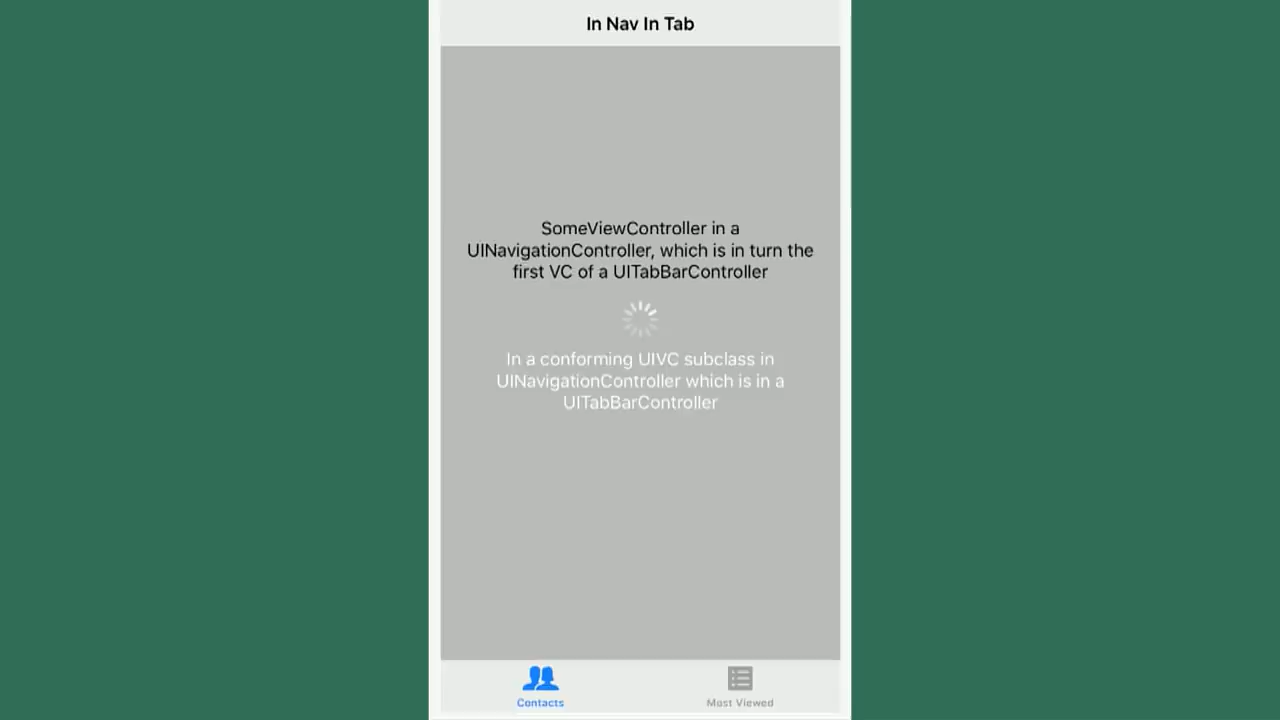 In Nav In Tab
SomeViewController in a
UINavigationController, which is in turn the
first VC of a UITabBarController
In a conforming UIVC subclass in
UINavigationController which is in a
UITabBarController
Contacts
Most Viewed